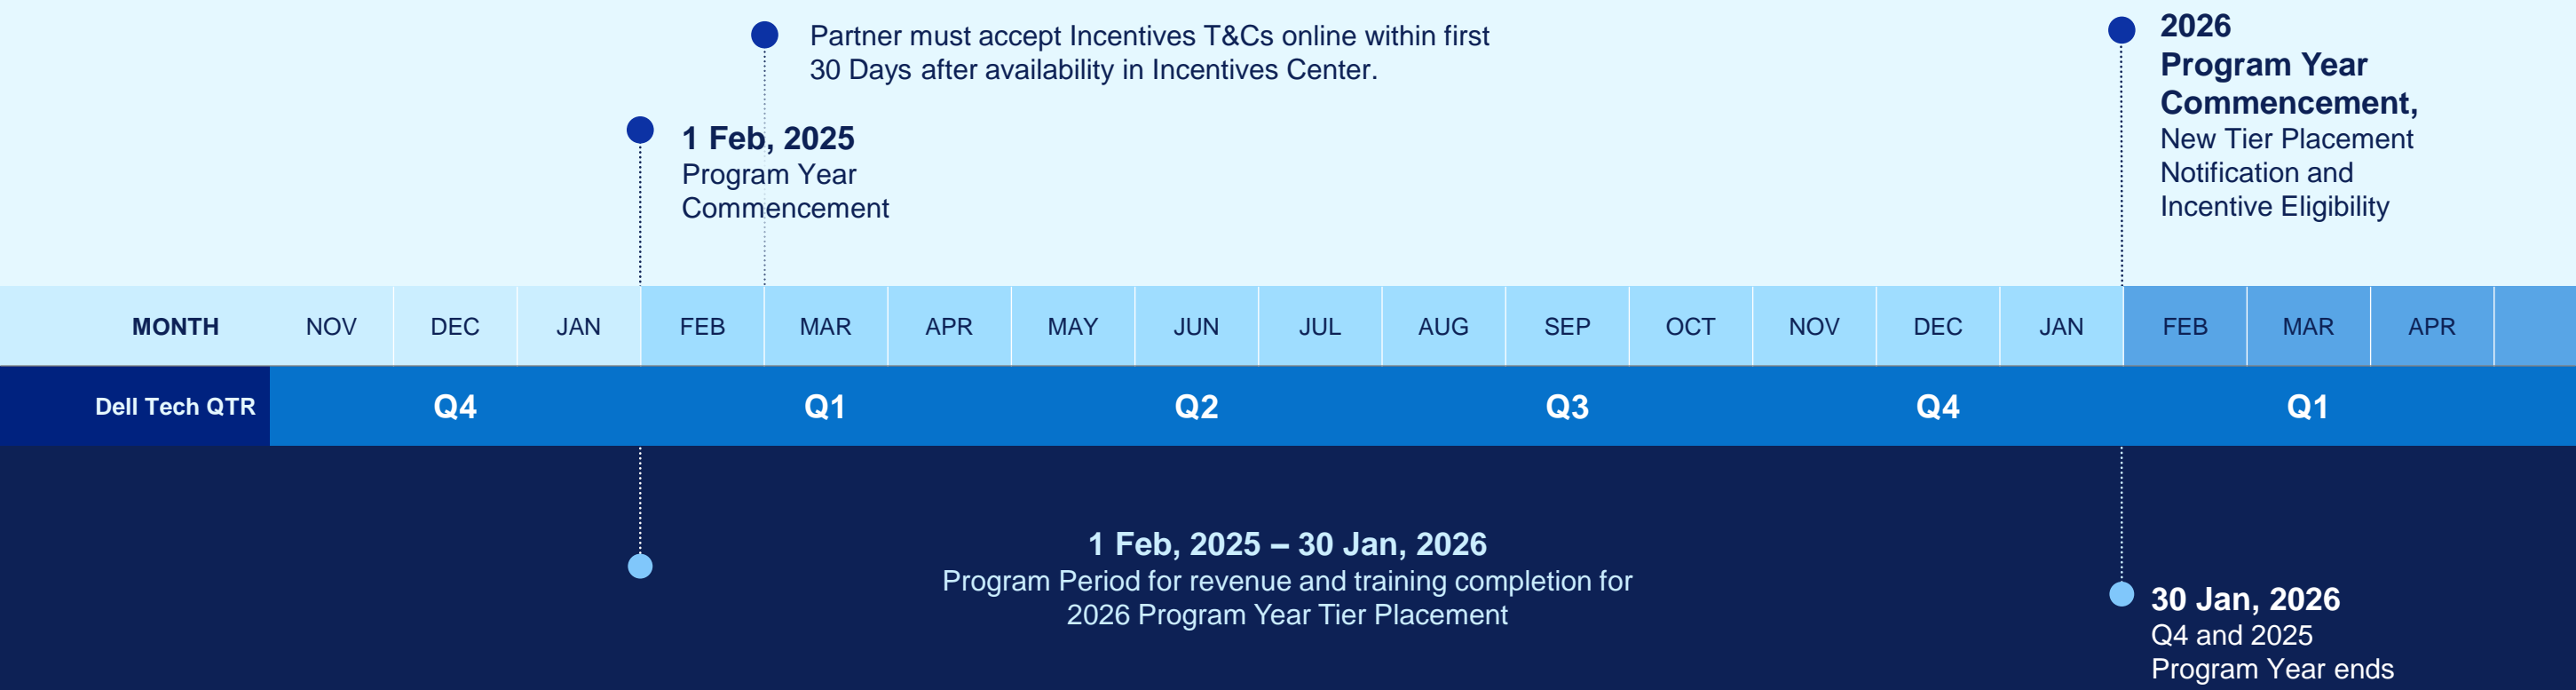 Partner must accept Incentives T&Cs online within first
30 Days after availability in Incentives Center.
1 Feb, 2025
Program Year
Commencement
2026
Program Year
Commencement,
New Tier Placement
Notification and
Incentive Eligibility
MONTH NOV DEC JAN FEB MAR APR MAY JUN JUL AUG SEP OCT NOV DEC JAN FEB MAR APR
Dell Tech QTR Q4 Q1 Q2 Q3 Q4 Q1
1 Feb, 2025 – 30 Jan, 2026
Program Period for revenue and training completion for
2026 Program Year Tier Placement
30 Jan, 2026
Q4 and 2025
Program Year ends